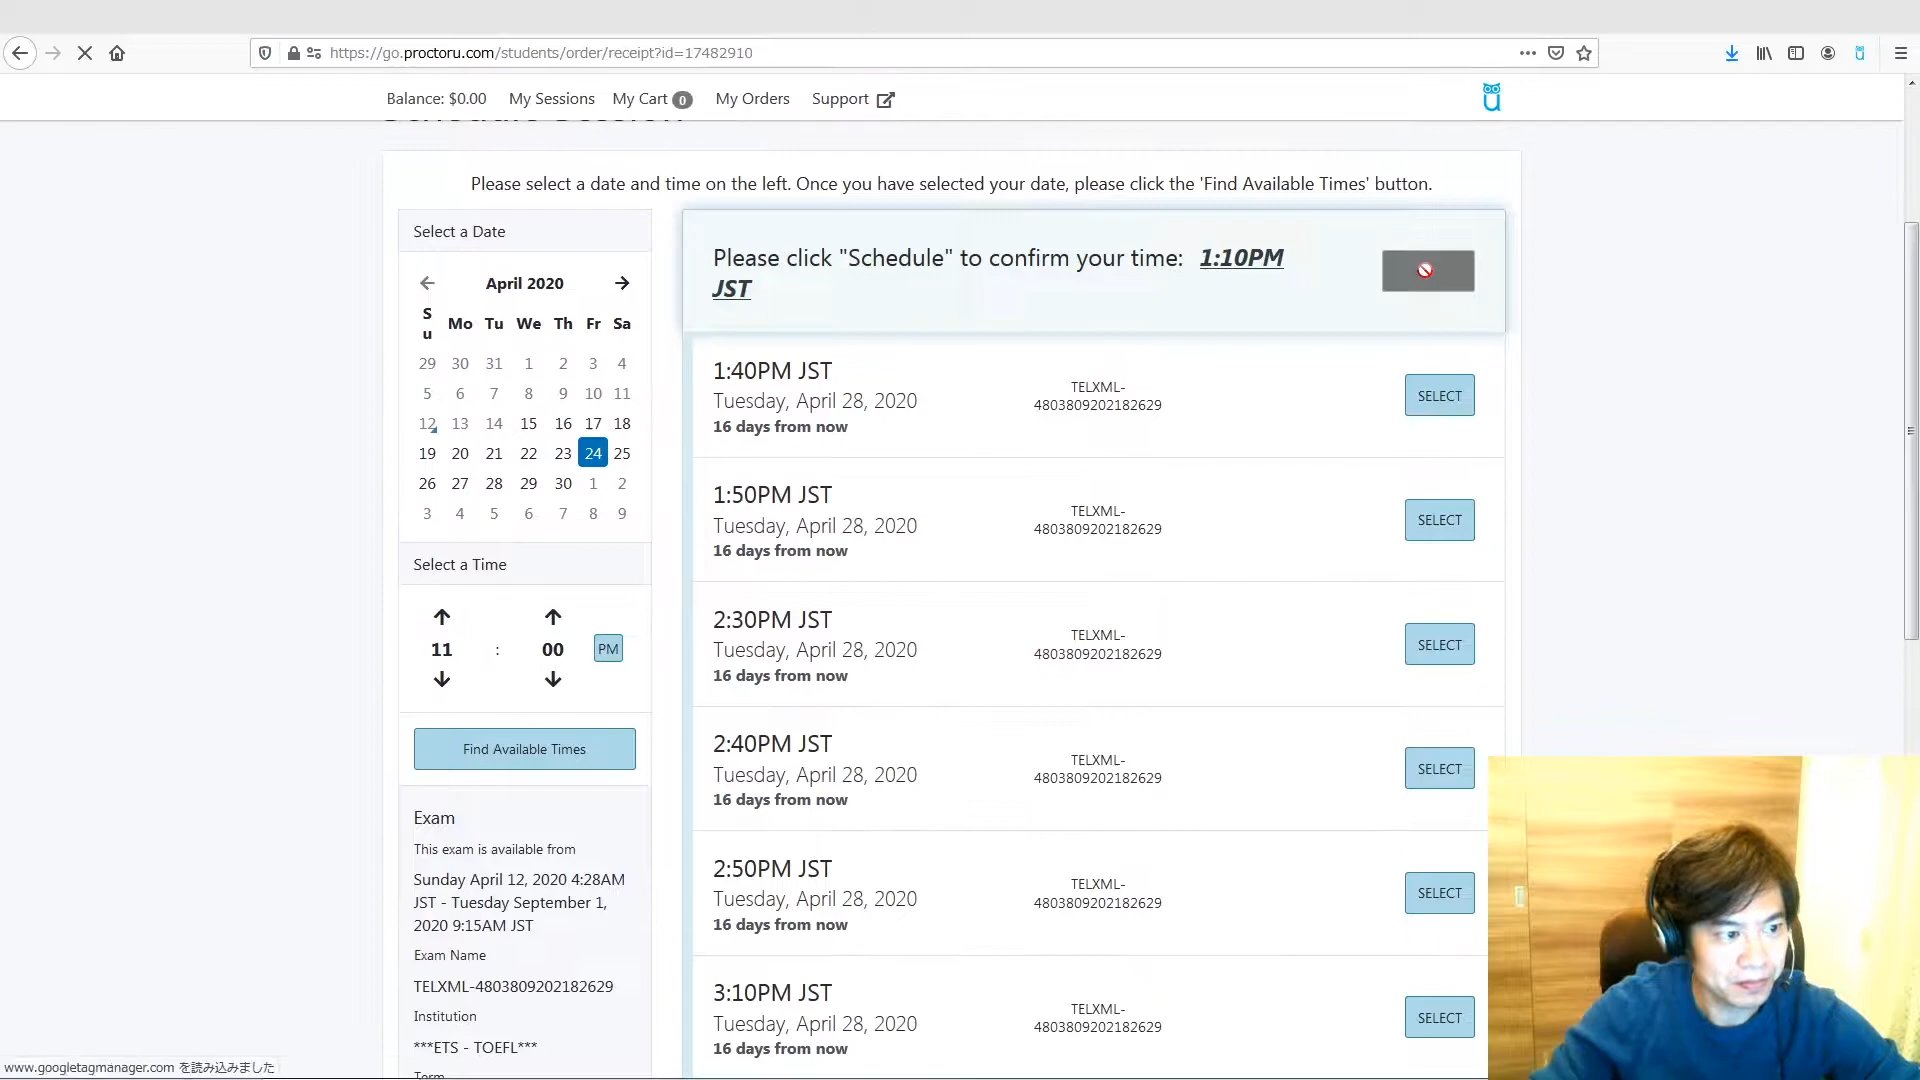 https://go.proctoru.com/students/order/receipt?id=17482910
Balance: $0.00 My Sessions My Cart 0 My Orders Support
Schedule Session
Please select a date and time on the left. Once you have selected your date, please click the 'Find Available Times' button.
Select a Date
April 2020
Su Mo Tu We Th Fr Sa
29 30 31 1 2 3 4
5 6 7 8 9 10 11
12 13 14 15 16 17 18
19 20 21 22 23 24 25
26 27 28 29 30 1 2
3 4 5 6 7 8 9
Select a Time
11 : 00 PM
Find Available Times
Exam
This exam is available from
Sunday April 12, 2020 4:28AM
JST - Tuesday September 1,
2020 9:15AM JST
Exam Name
TELXML-4803809202182629
Institution
***ETS - TOEFL***
Term
Please click "Schedule" to confirm your time: 1:10PM
JST
1:40PM JST
Tuesday, April 28, 2020
16 days from now
TELXML-
4803809202182629
SELECT
1:50PM JST
Tuesday, April 28, 2020
16 days from now
TELXML-
4803809202182629
SELECT
2:30PM JST
Tuesday, April 28, 2020
16 days from now
TELXML-
4803809202182629
SELECT
2:40PM JST
Tuesday, April 28, 2020
16 days from now
TELXML-
4803809202182629
SELECT
2:50PM JST
Tuesday, April 28, 2020
16 days from now
TELXML-
4803809202182629
SELECT
3:10PM JST
Tuesday, April 28, 2020
16 days from now
TELXML-
4803809202182629
SELECT
www.googletagmanager.com を読み込みました